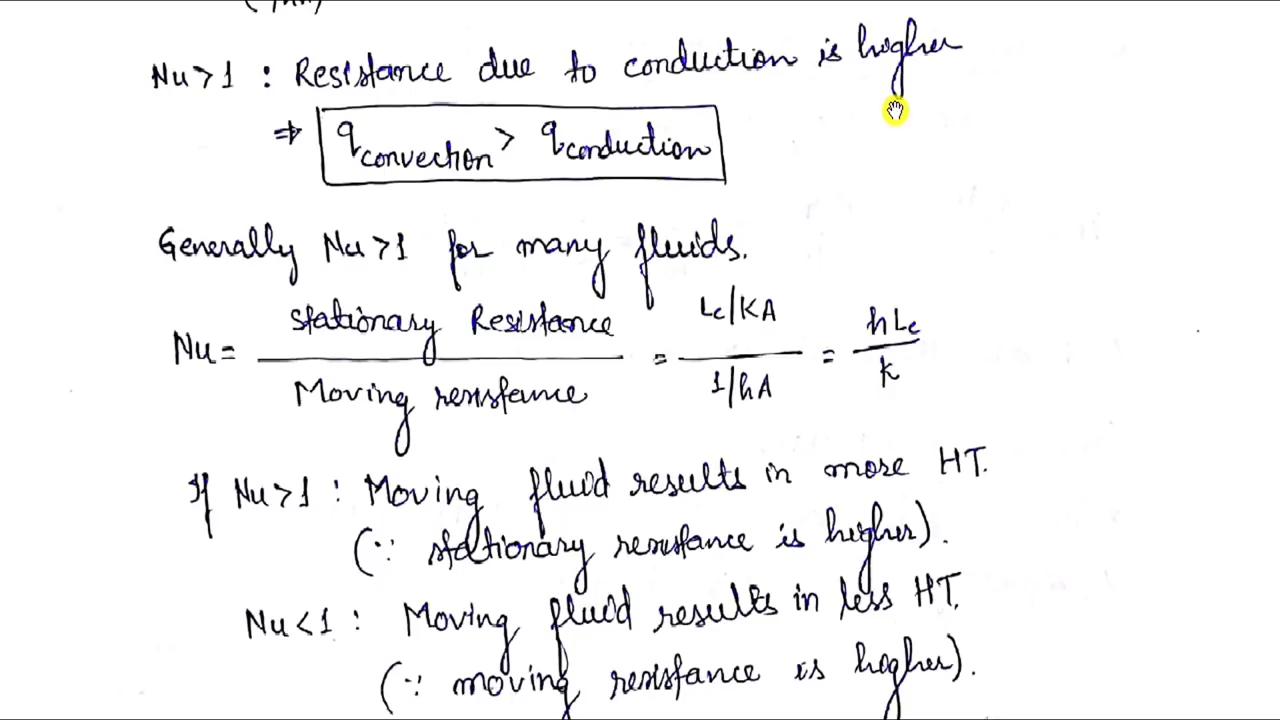 Nu > 1 : Resistance due to conduction is higher
⇒ q convection > q conduction
Generally Nu > 1 for many fluids.
Nu = Stationary Resistance / Moving resistance = Lc/KA / 1/hA = hLc / k
If Nu > 1 : Moving fluid results in more HT.
(∵ stationary resistance is higher).
Nu < 1 : Moving fluid results in less HT.
(∵ moving resistance is higher).